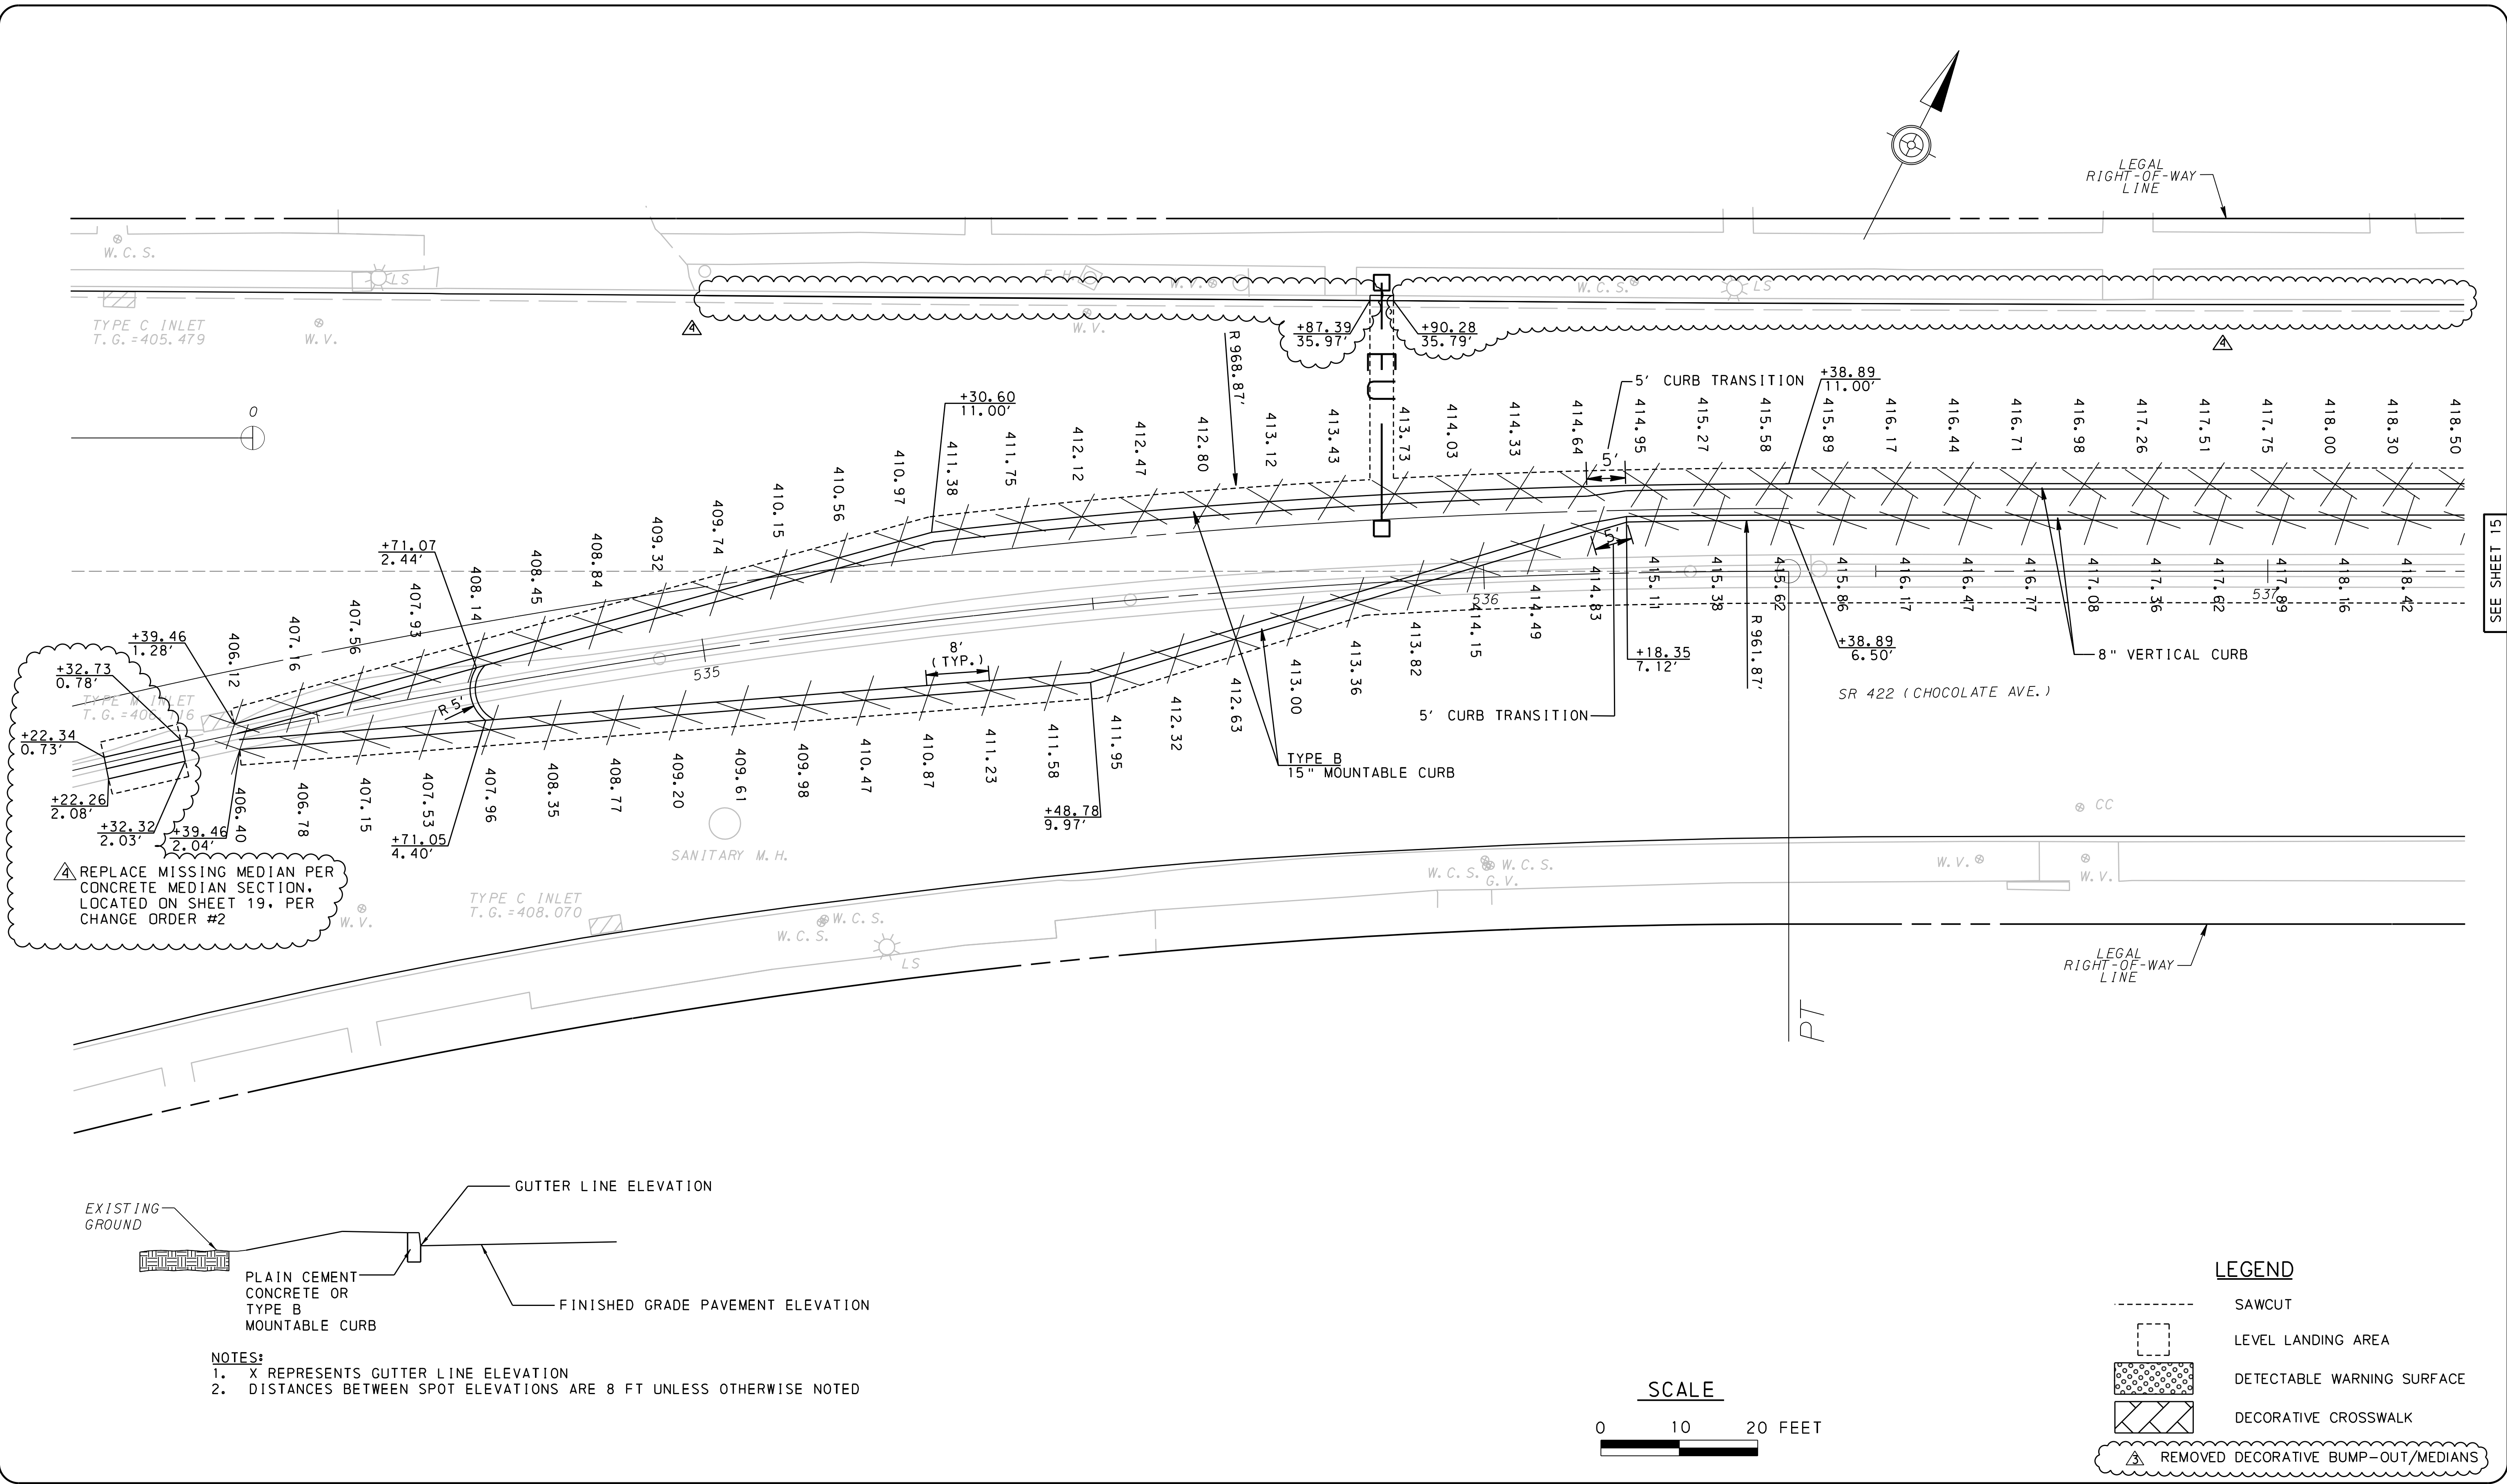 LEGAL
RIGHT-OF-WAY
LINE
W.C.S.
LS
TYPE C INLET
T.G.=405.479
W.V.
4
F.H.
W.V.
W.V.
+87.39
35.97'
+90.28
35.79'
W.C.S.
LS
4
R 968.87'
5' CURB TRANSITION
+38.89
11.00'
+30.60
11.00'
0
406.12
407.16
407.56
407.93
408.14
408.45
408.84
409.32
409.74
410.15
410.56
410.97
411.38
411.75
412.12
412.47
412.80
413.12
413.43
413.73
414.03
414.33
414.64
414.95
415.27
415.58
415.89
416.17
416.44
416.71
416.98
417.26
417.51
417.75
418.00
418.30
418.50
ET
5'
5'
SEE SHEET 15
+71.07
2.44'
+39.46
1.28'
+32.73
0.78'
TYPE M INLET
T.G.=406.116
+22.34
0.73'
+22.26
2.08'
+32.32
2.03'
+39.46
2.04'
R 5'
535
8'
(TYP.)
536
537
406.40
406.78
407.15
407.53
407.96
408.35
408.77
409.20
409.61
409.98
410.47
410.87
411.23
411.58
411.95
412.32
412.63
413.00
413.36
413.82
414.15
414.49
414.83
415.11
415.38
415.62
415.86
416.17
416.47
416.77
417.08
417.36
417.62
417.89
418.16
418.42
+71.05
4.40'
+48.78
9.97'
+18.35
7.12'
R 961.87'
+38.89
6.50'
8" VERTICAL CURB
SR 422 (CHOCOLATE AVE.)
5' CURB TRANSITION
TYPE B
15" MOUNTABLE CURB
4 REPLACE MISSING MEDIAN PER
CONCRETE MEDIAN SECTION,
LOCATED ON SHEET 19, PER
CHANGE ORDER #2
SANITARY M.H.
W.V.
TYPE C INLET
T.G.=408.070
W.C.S.
W.C.S.
LS
W.C.S.
W.C.S.
G.V.
CC
W.V.
W.V.
LEGAL
RIGHT-OF-WAY
LINE
PT
EXISTING
GROUND
GUTTER LINE ELEVATION
PLAIN CEMENT
CONCRETE OR
TYPE B
MOUNTABLE CURB
FINISHED GRADE PAVEMENT ELEVATION
NOTES:
1. X REPRESENTS GUTTER LINE ELEVATION
2. DISTANCES BETWEEN SPOT ELEVATIONS ARE 8 FT UNLESS OTHERWISE NOTED
SCALE
0 10 20 FEET
LEGEND
SAWCUT
LEVEL LANDING AREA
DETECTABLE WARNING SURFACE
DECORATIVE CROSSWALK
3 REMOVED DECORATIVE BUMP-OUT/MEDIANS